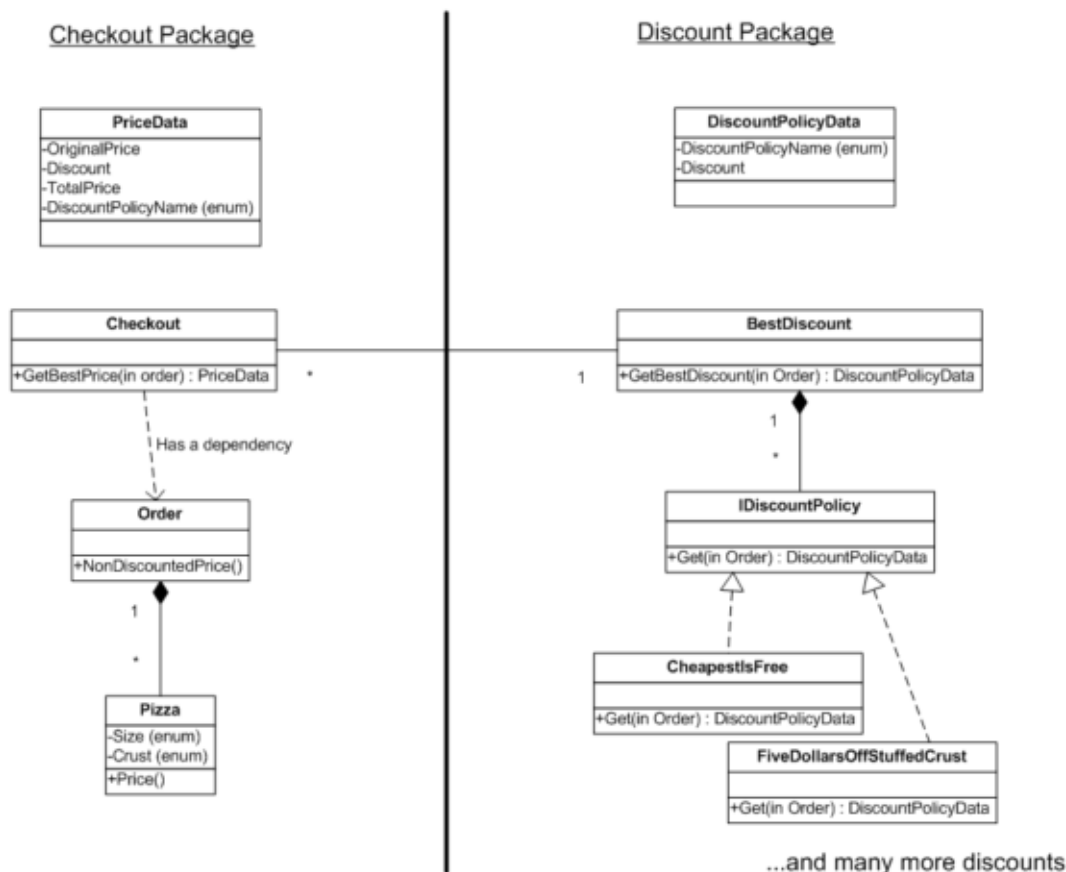 Checkout Package
PriceData
-OriginalPrice
-Discount
-TotalPrice
-DiscountPolicyName (enum)
Checkout
+GetBestPrice(in order) : PriceData
*
Has a dependency
Order
+NonDiscountedPrice()
1
*
Pizza
-Size (enum)
-Crust (enum)
+Price()
Discount Package
DiscountPolicyData
-DiscountPolicyName (enum)
-Discount
BestDiscount
1
+GetBestDiscount(in Order) : DiscountPolicyData
1
*
IDiscountPolicy
+Get(in Order) : DiscountPolicyData
CheapestIsFree
+Get(in Order) : DiscountPolicyData
FiveDollarsOffStuffedCrust
+Get(in Order) : DiscountPolicyData
...and many more discounts